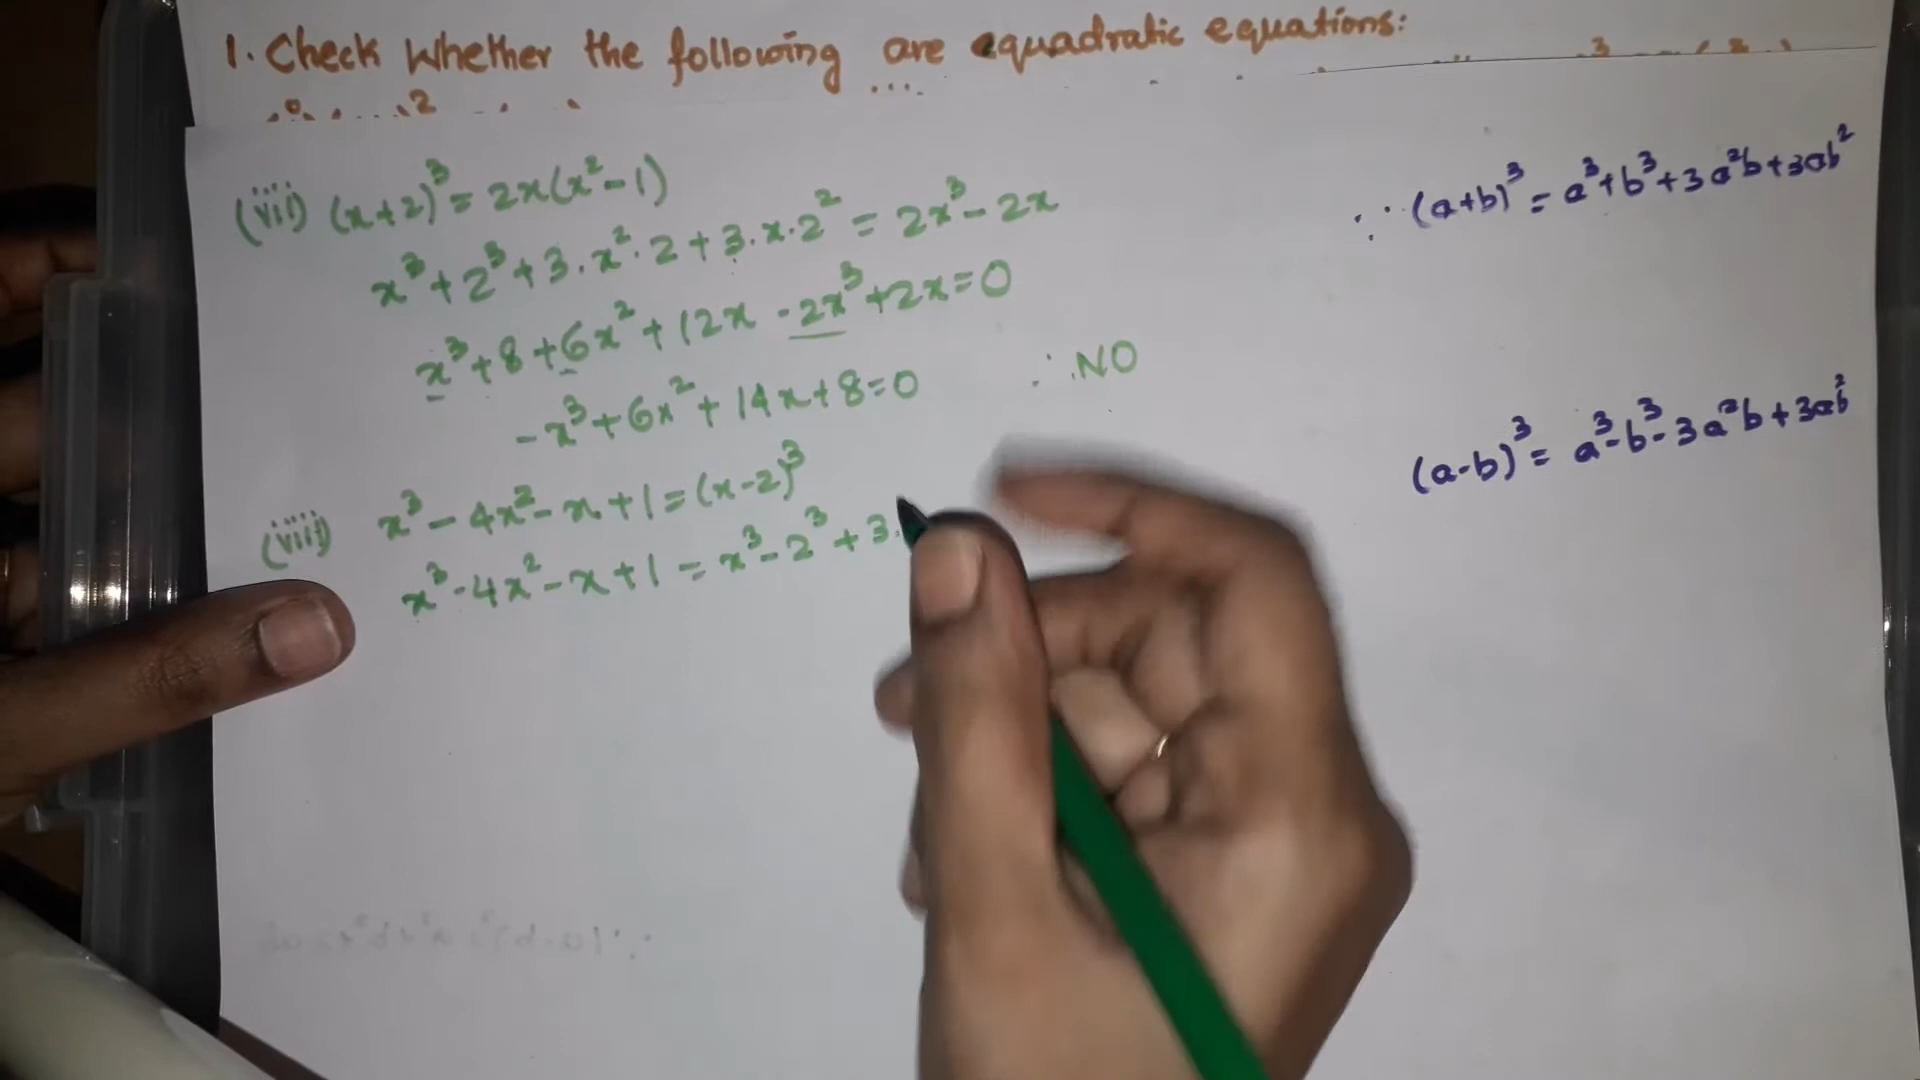 1. Check Whether the following are equadratic equations:
(vii) (x+2)³ = 2x(x²-1)
x³+2³+3.x².2+3.x.2² = 2x³-2x
x³+8+6x²+12x-2x³+2x=0
-x³+6x²+14x+8=0 ∴ NO
(viii) x³-4x²-x+1=(x-2)³
x³-4x²-x+1 = x³-2³+3.
∵ (a+b)³ = a³+b³+3a²b+3ab²
(a-b)³ = a³-b³-3a²b+3ab²